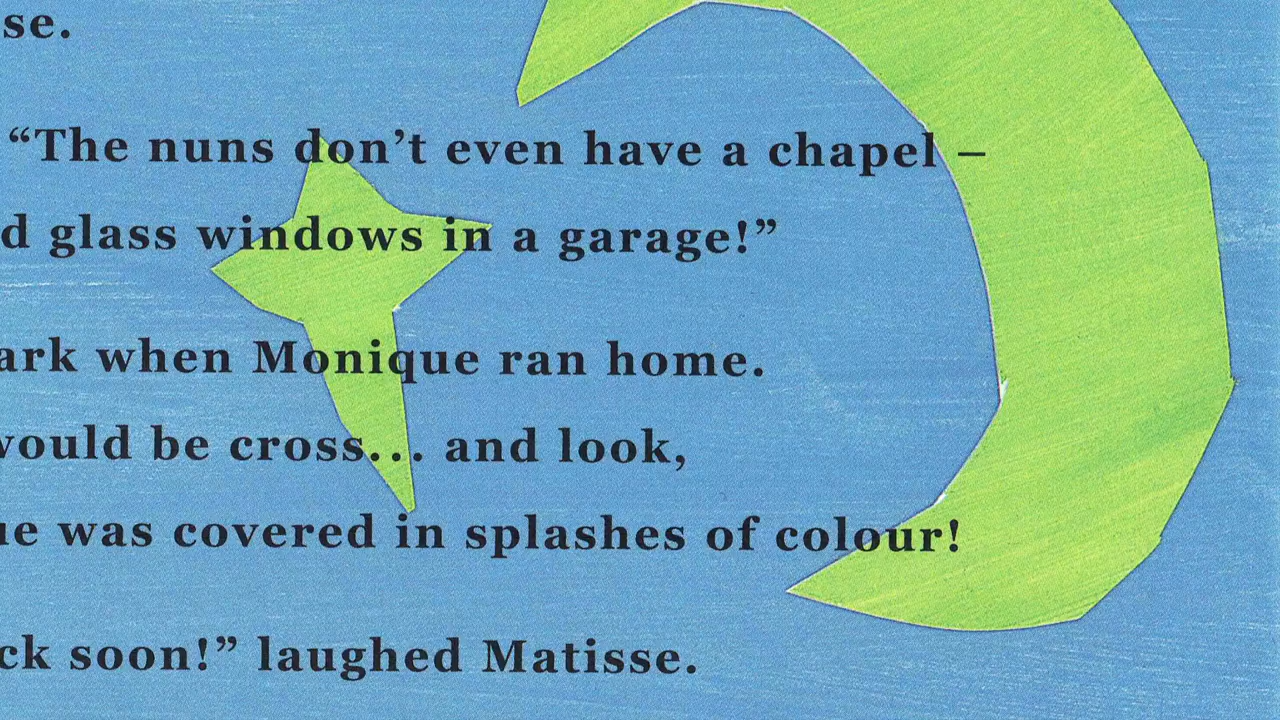 se.
“The nuns don’t even have a chapel –
d glass windows in a garage!”
ark when Monique ran home.
would be cross... and look,
ue was covered in splashes of colour!
ck soon!” laughed Matisse.